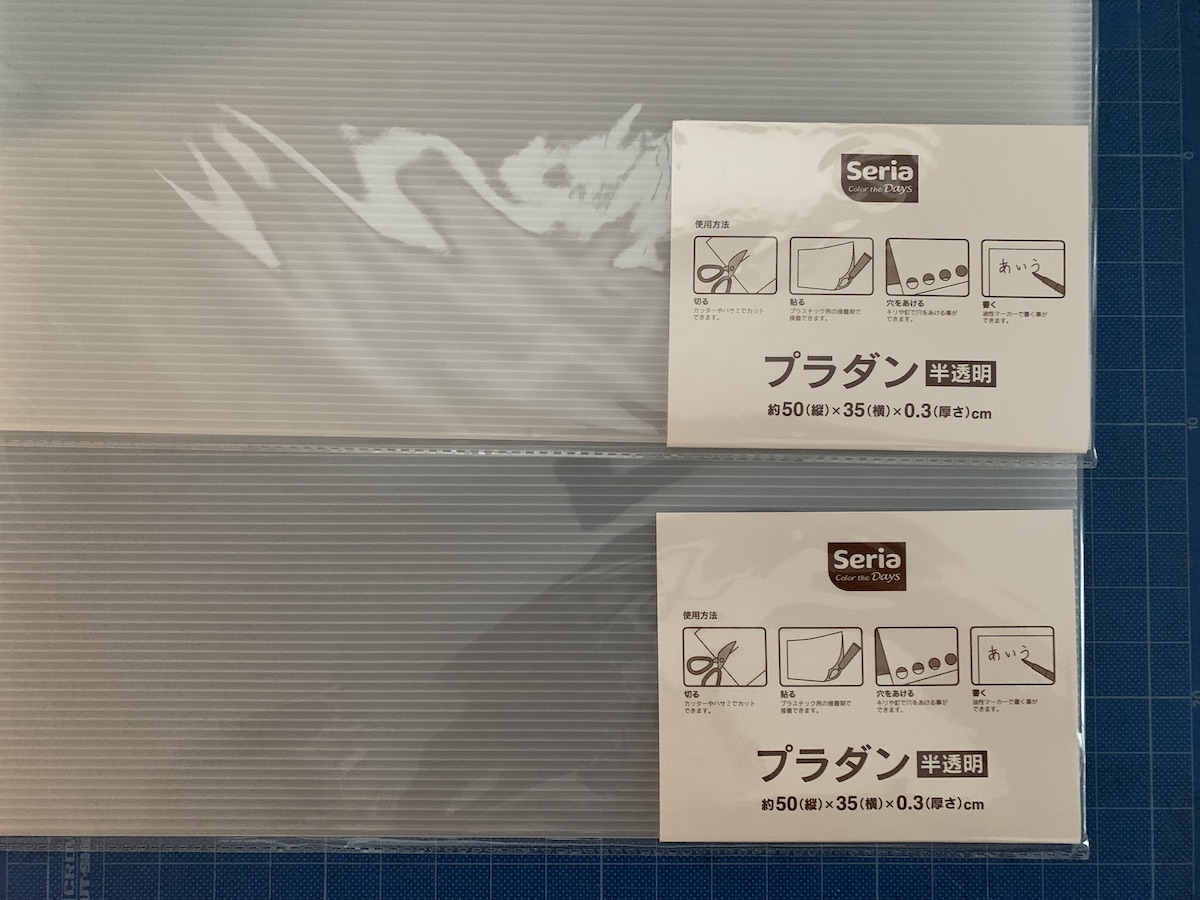 Seria
Color the Days
使用方法
あいう
切る
貼る
穴をあける
書く
カッターやハサミでカット
できます。
プラスチック用の接着剤で
接着できます。
キリや釘で穴をあける事が
できます。
油性マーカーで書く事が
できます。
プラダン 半透明
約50(縦)×35(横)×0.3(厚さ)cm
Seria
Color the Days
使用方法
あいう
切る
貼る
穴をあける
書く
カッターやハサミでカット
できます。
プラスチック用の接着剤で
接着できます。
キリや釘で穴をあける事が
できます。
油性マーカーで書く事が
できます。
プラダン 半透明
約50(縦)×35(横)×0.3(厚さ)cm
0
10